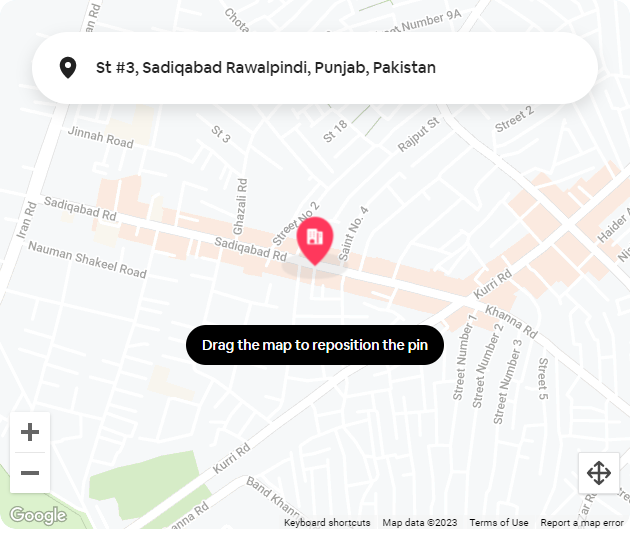 Chota
Street Number 9A
Iran Rd
St #3, Sadiqabad Rawalpindi, Punjab, Pakistan
Jinnah Road
St 3
St 18
Rajput St
Street 2
Sadiqabad Rd
Ghazali Rd
Street No 2
Saint No. 4
Iran Rd
Sadiqabad Rd
Haider A
Nauman Shakeel Road
Kurri Rd
Khanna Rd
Drag the map to reposition the pin
Street Number 1
Street Number 2
Street Number 3
Street 5
Kurri Rd
Band Khann
anna Rd
Google
Keyboard shortcuts
Map data ©2023
Terms of Use
Report a map error